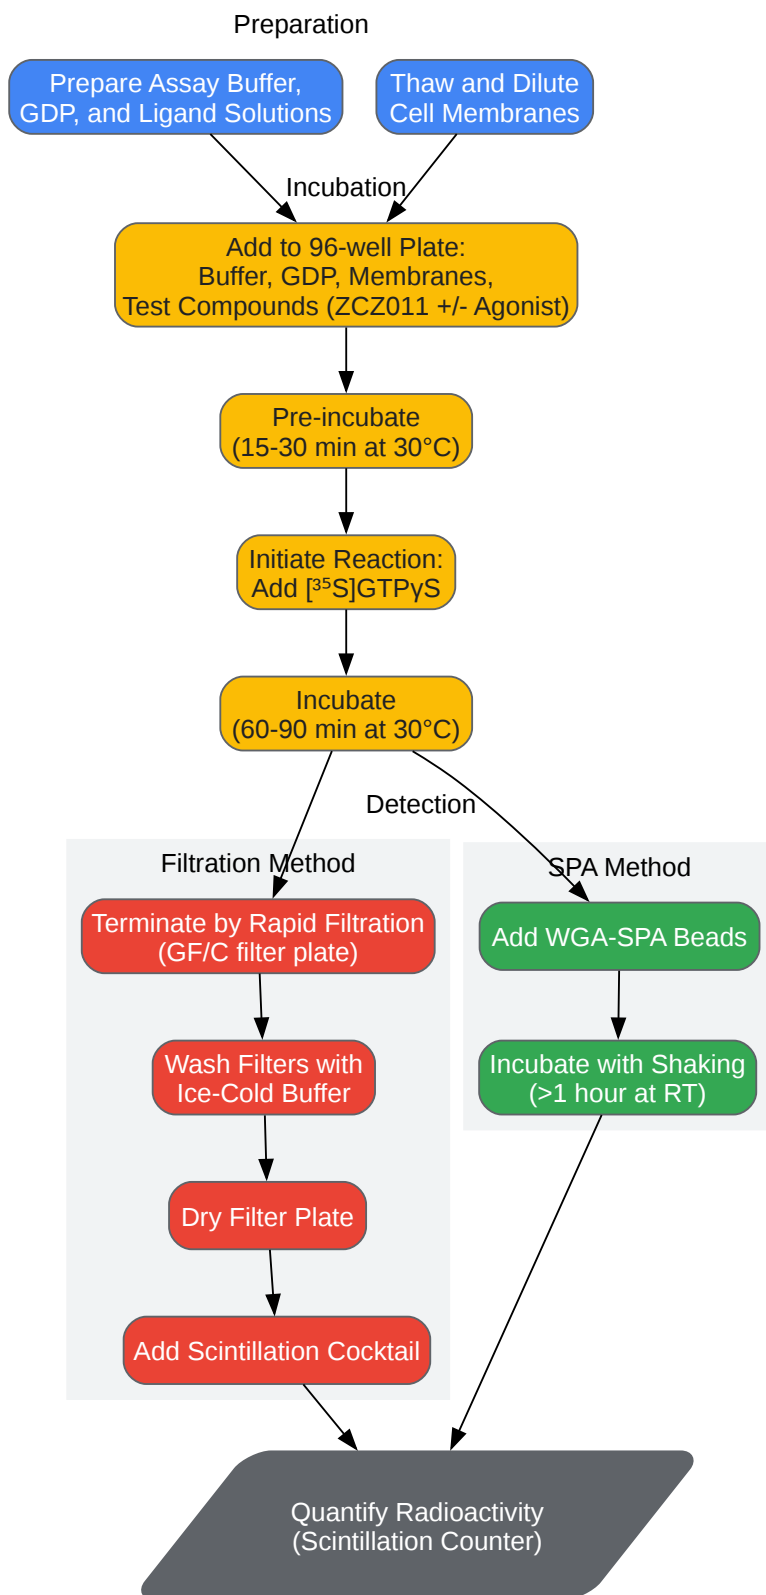 Preparation
Prepare Assay Buffer,
GDP, and Ligand Solutions
Thaw and Dilute
Cell Membranes
Incubation
Add to 96-well Plate:
Buffer, GDP, Membranes,
Test Compounds (ZCZ011 +/- Agonist)
Pre-incubate
(15-30 min at 30°C)
Initiate Reaction:
Add [³⁵S]GTPγS
Incubate
(60-90 min at 30°C)
Detection
Filtration Method
Terminate by Rapid Filtration
(GF/C filter plate)
Wash Filters with
Ice-Cold Buffer
Dry Filter Plate
Add Scintillation Cocktail
SPA Method
Add WGA-SPA Beads
Incubate with Shaking
(>1 hour at RT)
Quantify Radioactivity
(Scintillation Counter)